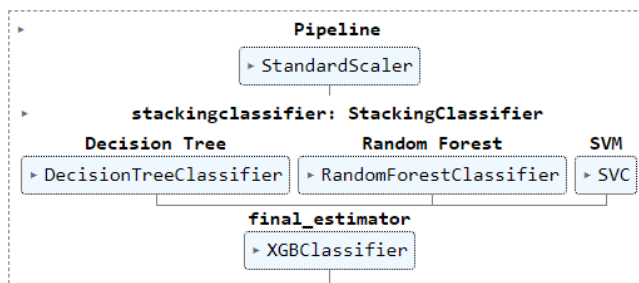 Pipeline
StandardScaler
stackingclassifier: StackingClassifier
Decision Tree Random Forest SVM
DecisionTreeClassifier RandomForestClassifier SVC
final_estimator
XGBClassifier